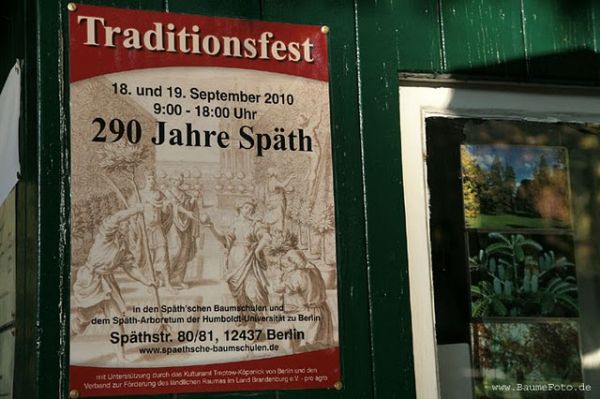 Traditionsfest
18. und 19. September 2010
9:00 - 18:00 Uhr
290 Jahre Späth
in den Späth'schen Baumschulen und
dem Späth-Arboretum der Humboldt-Universität zu Berlin
Späthstr. 80/81, 12437 Berlin
www.spaethsche-baumschulen.de
mit Unterstützung durch das Kulturamt Treptow-Köpenick von Berlin und den
Verband zur Förderung des ländlichen Raumes im Land Brandenburg e.V. - pro agro
www.BaumeFoto.de